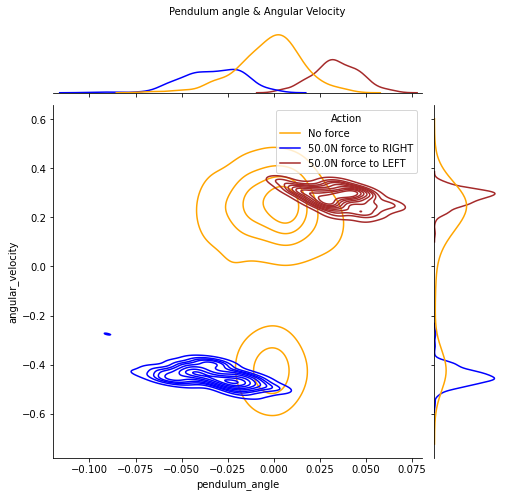 Pendulum angle & Angular Velocity
Action
No force
50.0N force to RIGHT
50.0N force to LEFT
0.6
0.4
0.2
0.0
−0.2
−0.4
−0.6
angular_velocity
−0.100 −0.075 −0.050 −0.025 0.000 0.025 0.050 0.075
pendulum_angle